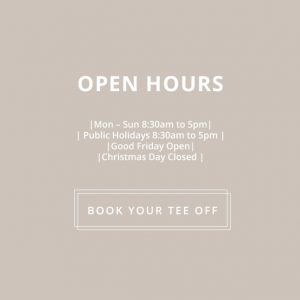 OPEN HOURS
|Mon – Sun 8:30am to 5pm|
| Public Holidays 8:30am to 5pm |
|Good Friday Open|
|Christmas Day Closed |
BOOK YOUR TEE OFF